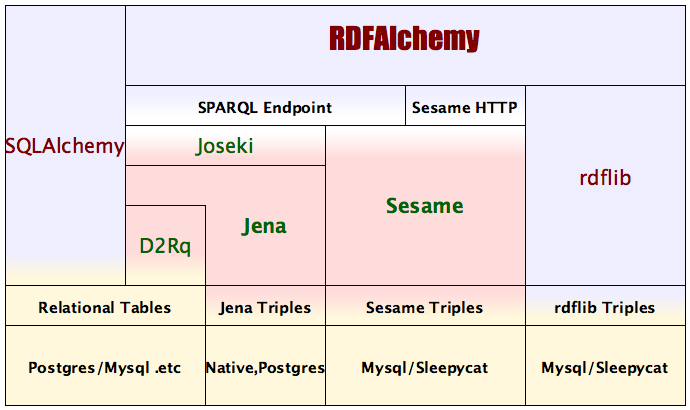 RDFAlchemy
SPARQL Endpoint
Sesame HTTP
SQLAlchemy
Joseki
rdflib
Sesame
Jena
D2Rq
Relational Tables
Jena Triples
Sesame Triples
rdflib Triples
Postgres/Mysql .etc
Native,Postgres
Mysql/Sleepycat
Mysql/Sleepycat